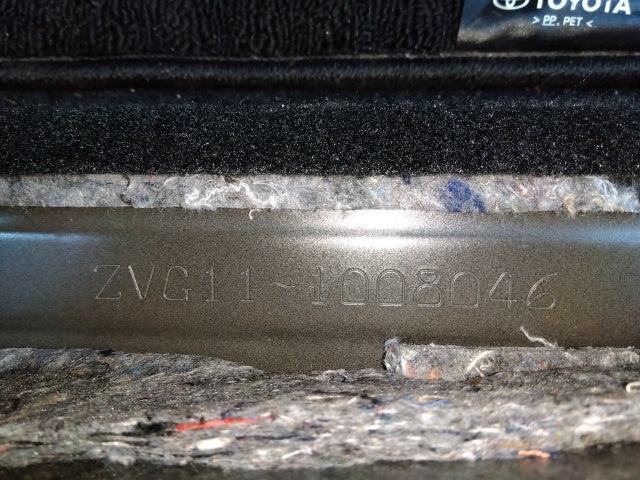 TOYOTA
> PP, PET <
ZVG11-1002046